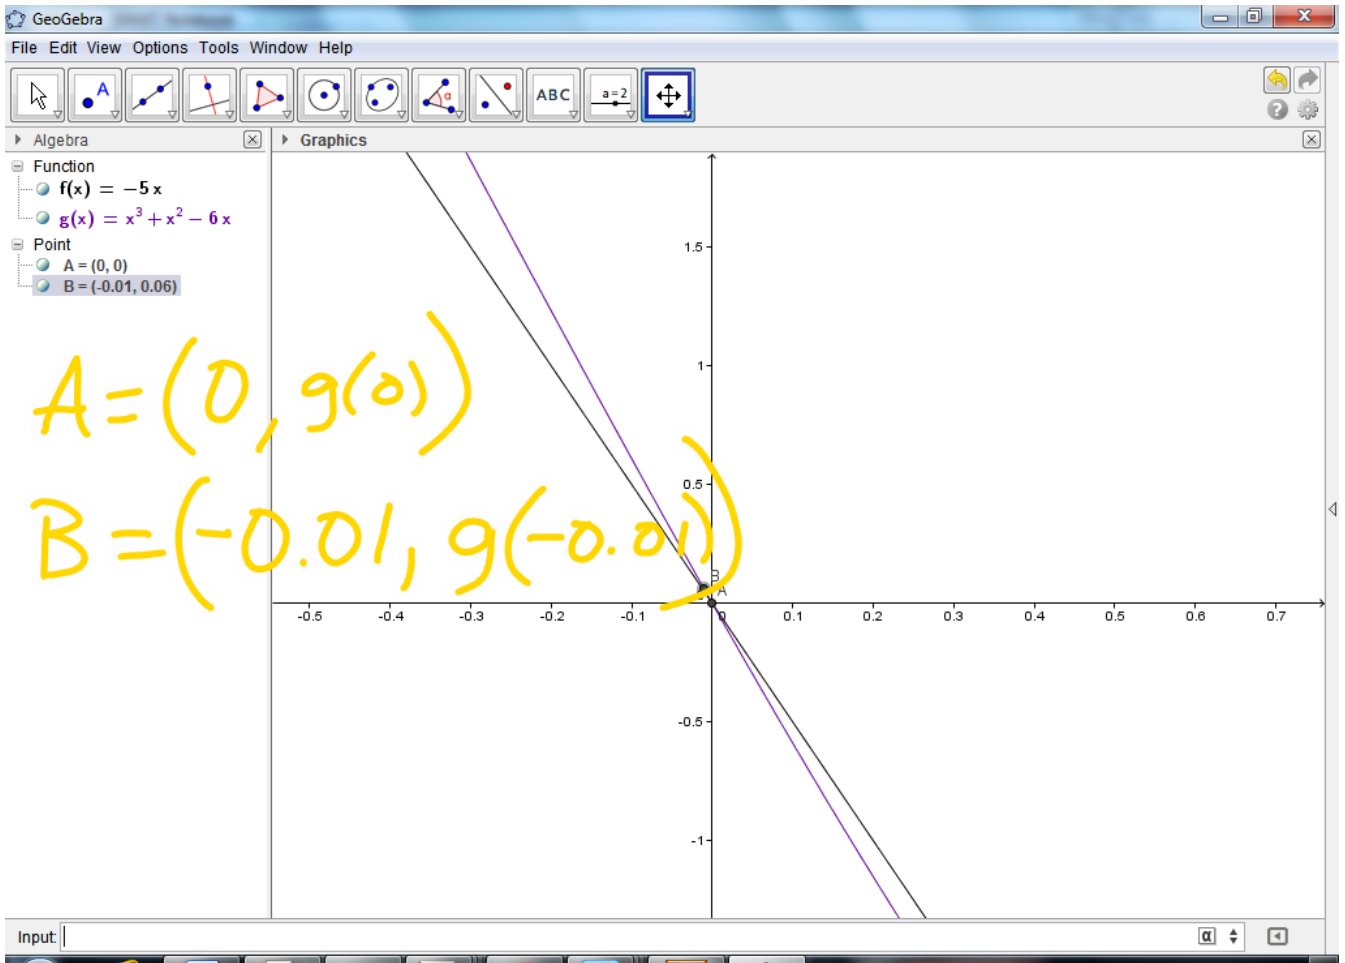 GeoGebra
File Edit View Options Tools Window Help
A
α
ABC
a=2
Algebra
Graphics
Function
f(x) = −5 x
g(x) = x³ + x² − 6 x
Point
A = (0, 0)
B = (-0.01, 0.06)
A=(0, g(0))
B=(-0.01, g(-0.01))
1.5
1
0.5
B
A
-0.5 -0.4 -0.3 -0.2 -0.1 0 0.1 0.2 0.3 0.4 0.5 0.6 0.7
-0.5
-1
Input:
α